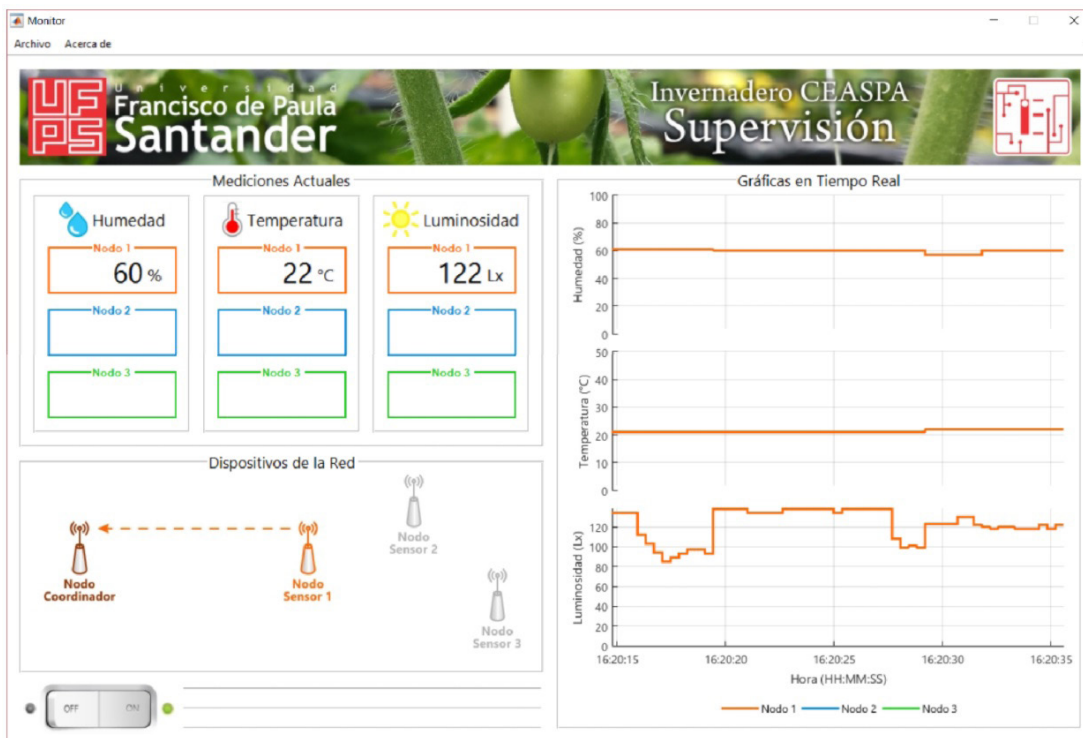 Monitor
Archivo Acerca de
UFPS
Universidad
Francisco de Paula
Santander
Invernadero CEASPA
Supervisión
Mediciones Actuales
Humedad
Nodo 1
60 %
Nodo 2
Nodo 3
Temperatura
Nodo 1
22 °C
Nodo 2
Nodo 3
Luminosidad
Nodo 1
122 Lx
Nodo 2
Nodo 3
Dispositivos de la Red
Nodo
Coordinador
Nodo
Sensor 1
Nodo
Sensor 2
Nodo
Sensor 3
OFF ON
Gráficas en Tiempo Real
Humedad (%)
100
80
60
40
20
0
Temperatura (°C)
50
40
30
20
10
0
Luminosidad (Lx)
120
100
80
60
40
20
0
16:20:15 16:20:20 16:20:25 16:20:30 16:20:35
Hora (HH:MM:SS)
Nodo 1 Nodo 2 Nodo 3